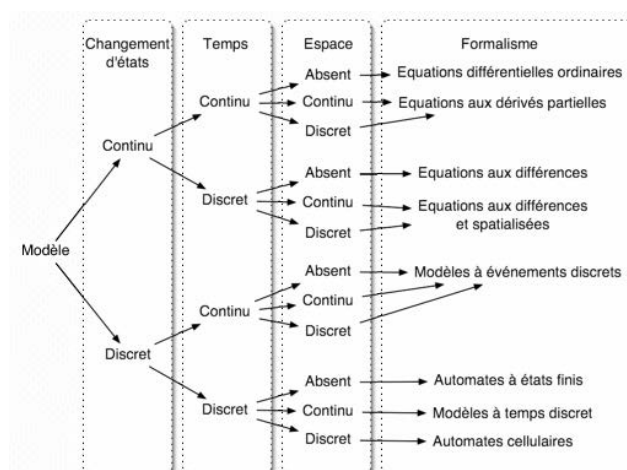 Changement
d'états
Temps
Espace
Formalisme
Absent
Equations différentielles ordinaires
Continu
Continu
Equations aux dérivés partielles
Discret
Continu
Absent
Equations aux différences
Discret
Continu
Equations aux différences
et spatialisées
Discret
Modèle
Absent
Modèles à événements discrets
Continu
Continu
Discret
Discret
Absent
Automates à états finis
Discret
Continu
Modèles à temps discret
Discret
Automates cellulaires